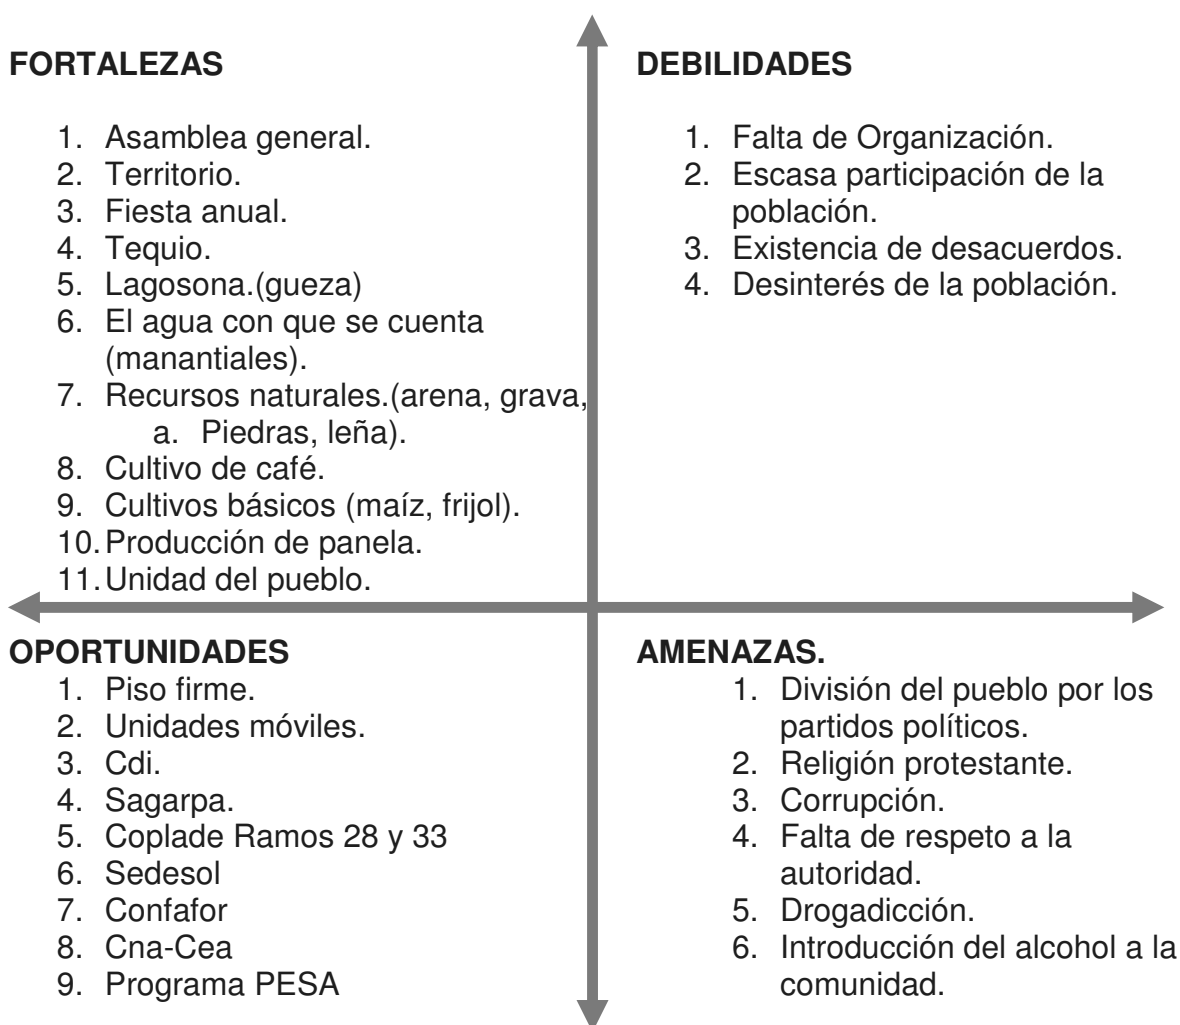 FORTALEZAS
1. Asamblea general.
2. Territorio.
3. Fiesta anual.
4. Tequio.
5. Lagosona.(gueza)
6. El agua con que se cuenta
(manantiales).
7. Recursos naturales.(arena, grava,
a. Piedras, leña).
8. Cultivo de café.
9. Cultivos básicos (maíz, frijol).
10. Producción de panela.
11. Unidad del pueblo.
DEBILIDADES
1. Falta de Organización.
2. Escasa participación de la
población.
3. Existencia de desacuerdos.
4. Desinterés de la población.
OPORTUNIDADES
1. Piso firme.
2. Unidades móviles.
3. Cdi.
4. Sagarpa.
5. Coplade Ramos 28 y 33
6. Sedesol
7. Confafor
8. Cna-Cea
9. Programa PESA
AMENAZAS.
1. División del pueblo por los
partidos políticos.
2. Religión protestante.
3. Corrupción.
4. Falta de respeto a la
autoridad.
5. Drogadicción.
6. Introducción del alcohol a la
comunidad.